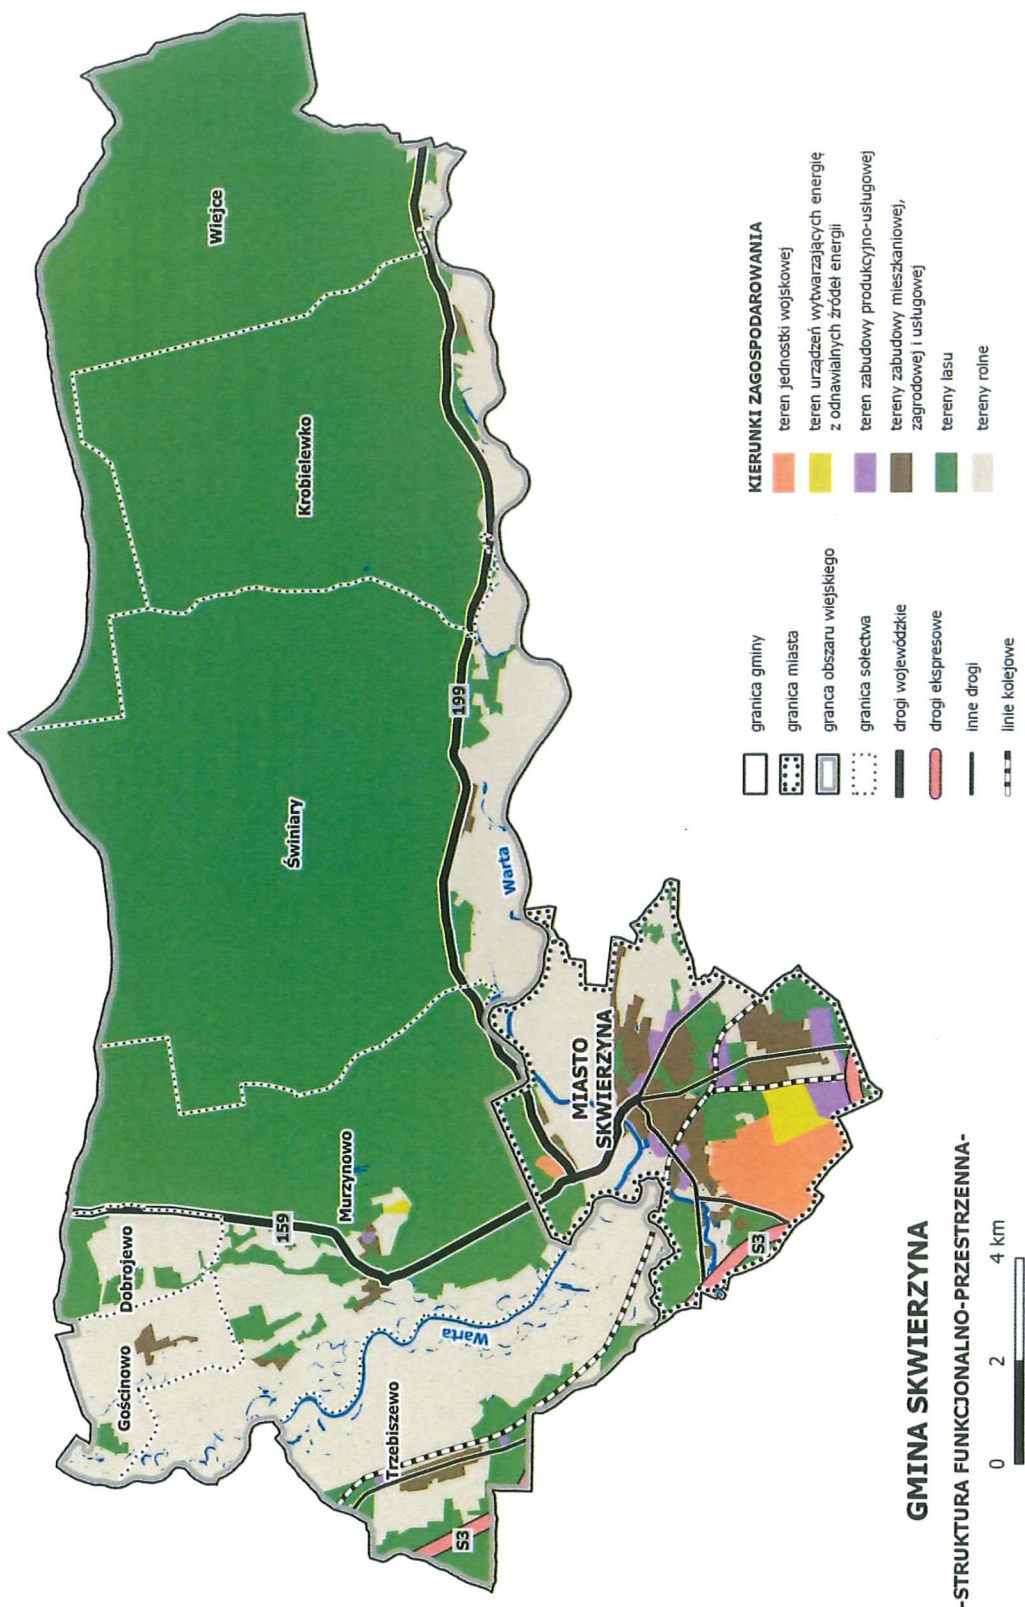 Wiejce
Krobielewko
Świniary
Murzynowo
Dobrojewo
Gościnowo
Trzebiszewo
MIASTO
SKWIERZYNA
Warta
Warta
199
159
S3
S3
KIERUNKI ZAGOSPODAROWANIA
teren jednostki wojskowej
teren urządzeń wytwarzających energię
z odnawialnych źródeł energii
teren zabudowy produkcyjno-usługowej
tereny zabudowy mieszkaniowej,
zagrodowej i usługowej
tereny lasu
tereny rolne
granica gminy
granica miasta
granca obszaru wiejskiego
granica sołectwa
drogi wojewódzkie
drogi ekspresowe
inne drogi
linie kolejowe
GMINA SKWIERZYNA
-STRUKTURA FUNKCJONALNO-PRZESTRZENNA-
0 2 4 km